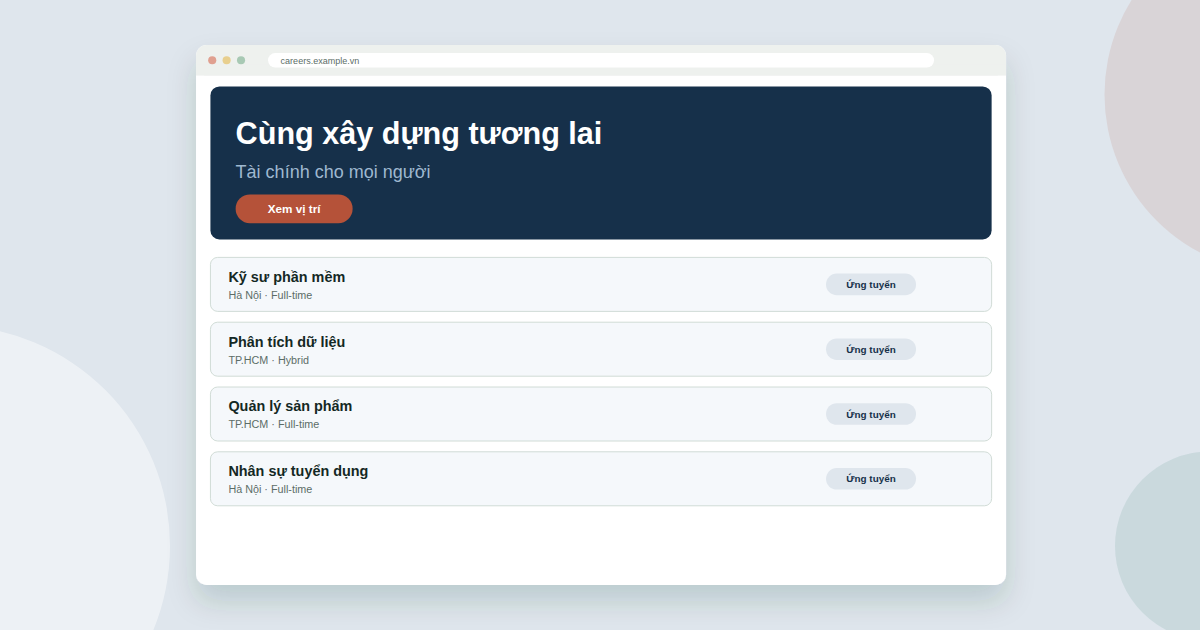 careers.example.vn
Cùng xây dựng tương lai
Tài chính cho mọi người
Xem vị trí
Kỹ sư phần mềm
Hà Nội · Full-time
Ứng tuyển
Phân tích dữ liệu
TP.HCM · Hybrid
Ứng tuyển
Quản lý sản phẩm
TP.HCM · Full-time
Ứng tuyển
Nhân sự tuyển dụng
Hà Nội · Full-time
Ứng tuyển